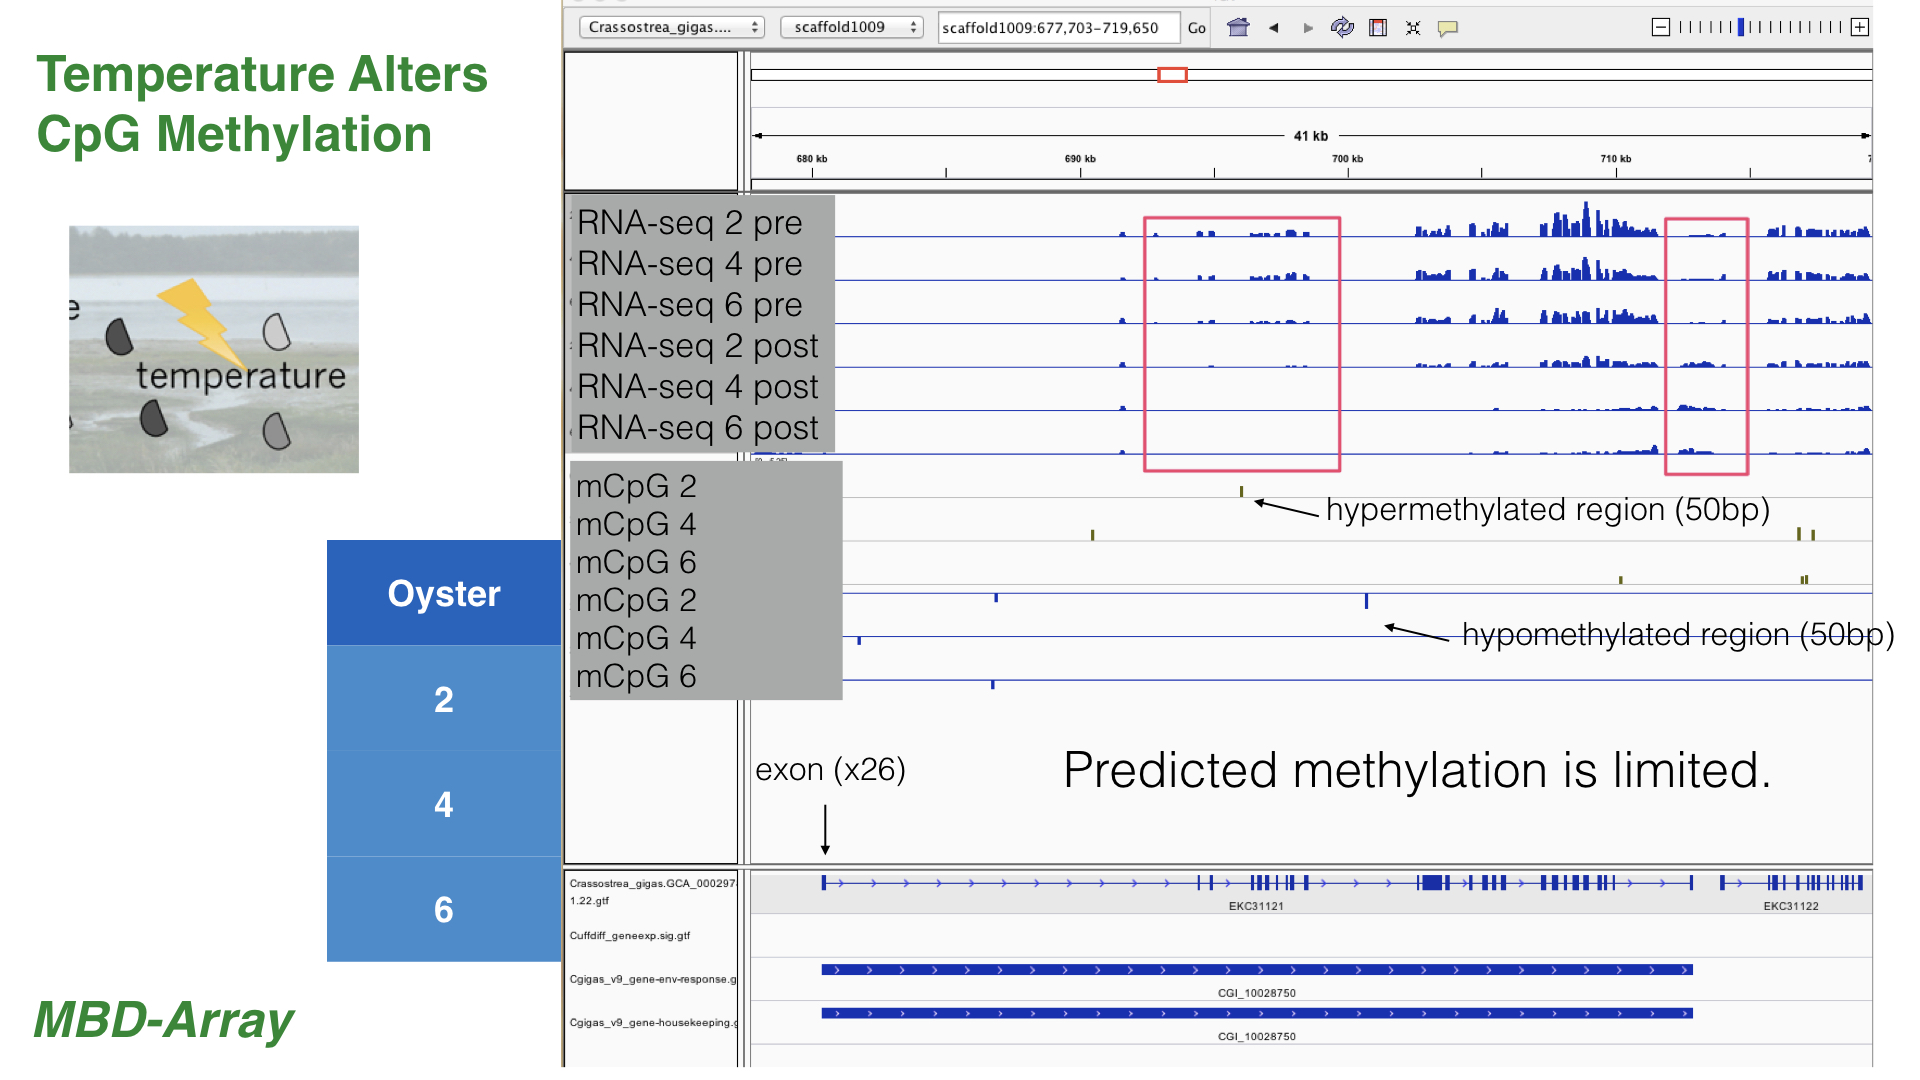 Temperature Alters
CpG Methylation
temperature
Oyster
2
4
6
MBD-Array
Crassostrea_gigas....
scaffold1009
scaffold1009:677,703-719,650
Go
41 kb
680 kb
690 kb
700 kb
710 kb
RNA-seq 2 pre
RNA-seq 4 pre
RNA-seq 6 pre
RNA-seq 2 post
RNA-seq 4 post
RNA-seq 6 post
mCpG 2
mCpG 4
mCpG 6
mCpG 2
mCpG 4
mCpG 6
hypermethylated region (50bp)
hypomethylated region (50bp)
exon (x26)
Predicted methylation is limited.
Crassostrea_gigas.GCA_000297
1.22.gtf
EKC31121
EKC31122
Cuffdiff_geneexp.sig.gtf
Cgigas_v9_gene-env-response.g
CGI_10028750
Cgigas_v9_gene-housekeeping.g
CGI_10028750